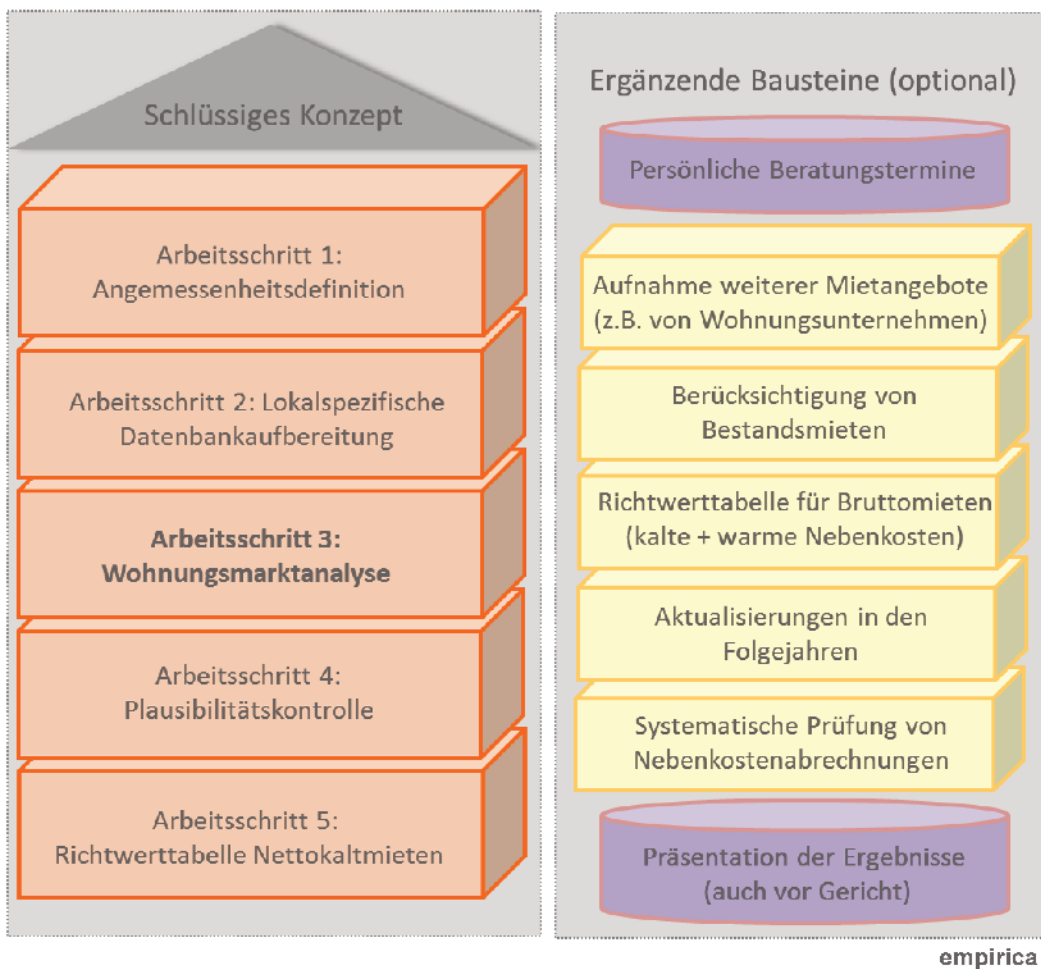 Schlüssiges Konzept
Arbeitsschritt 1:
Angemessenheitsdefinition
Arbeitsschritt 2: Lokalspezifische
Datenbankaufbereitung
Arbeitsschritt 3:
Wohnungsmarktanalyse
Arbeitsschritt 4:
Plausibilitätskontrolle
Arbeitsschritt 5:
Richtwerttabelle Nettokaltmieten
Ergänzende Bausteine (optional)
Persönliche Beratungstermine
Aufnahme weiterer Mietangebote
(z.B. von Wohnungsunternehmen)
Berücksichtigung von
Bestandsmieten
Richtwerttabelle für Bruttomieten
(kalte + warme Nebenkosten)
Aktualisierungen in den
Folgejahren
Systematische Prüfung von
Nebenkostenabrechnungen
Präsentation der Ergebnisse
(auch vor Gericht)
empirica